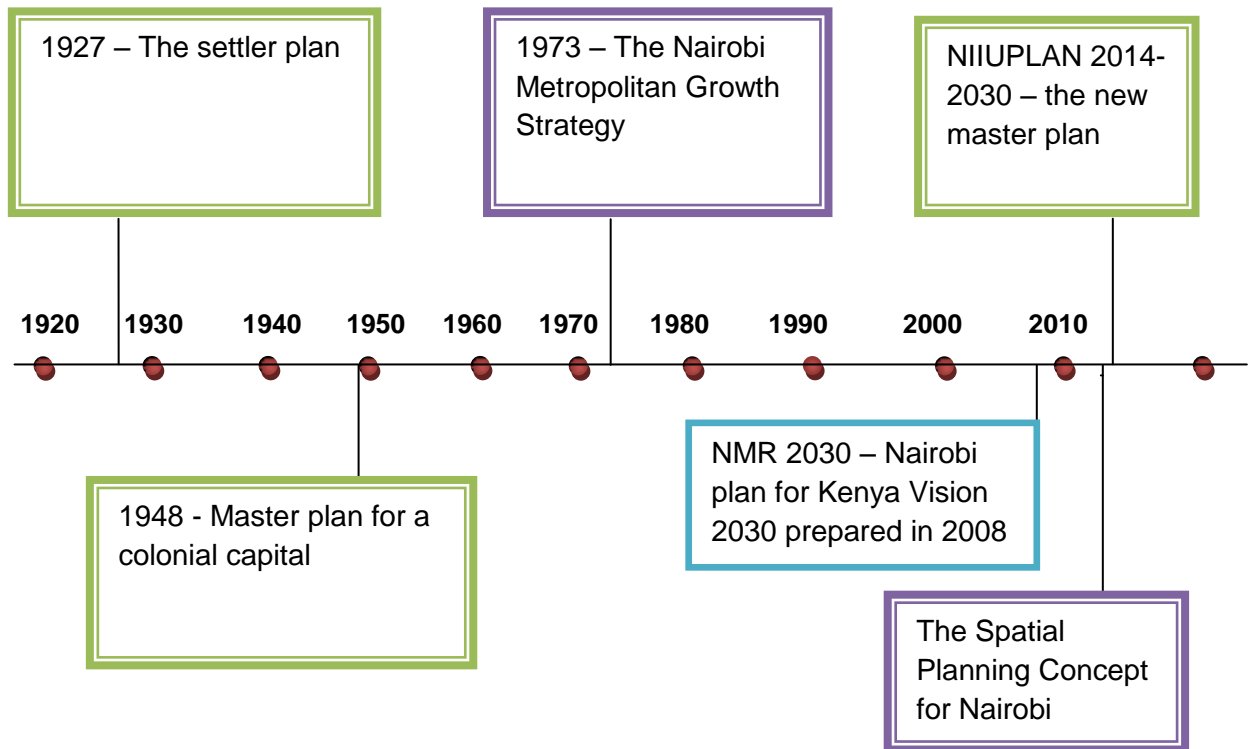 1927 – The settler plan
1973 – The Nairobi
Metropolitan Growth
Strategy
NIIUPLAN 2014-
2030 – the new
master plan
1920 1930 1940 1950 1960 1970 1980 1990 2000 2010
1948 - Master plan for a
colonial capital
NMR 2030 – Nairobi
plan for Kenya Vision
2030 prepared in 2008
The Spatial
Planning Concept
for Nairobi